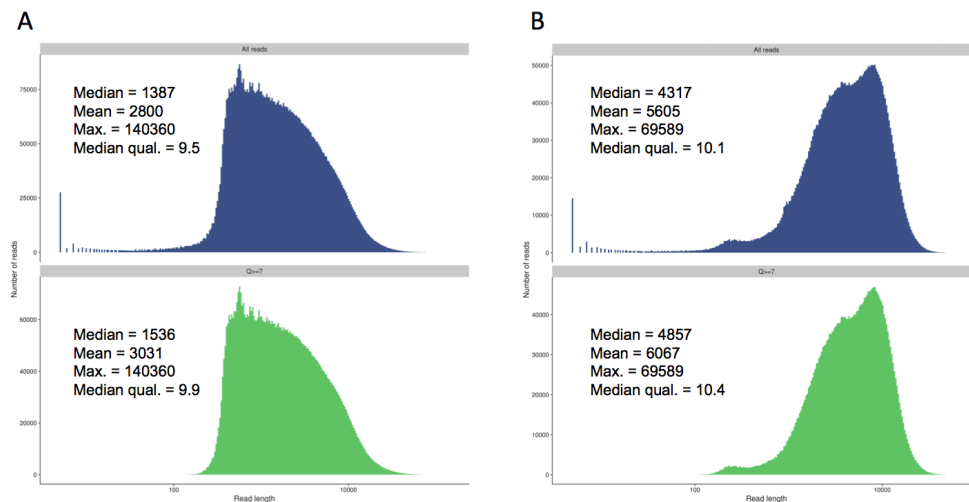 A
All reads
75000
50000
25000
0
Median = 1387
Mean = 2800
Max. = 140360
Median qual. = 9.5
Number of reads
Q>=7
60000
40000
20000
0
Median = 1536
Mean = 3031
Max. = 140360
Median qual. = 9.9
100
10000
Read length
B
All reads
50000
40000
30000
20000
10000
0
Median = 4317
Mean = 5605
Max. = 69589
Median qual. = 10.1
Number of reads
Q>=7
40000
30000
20000
10000
0
Median = 4857
Mean = 6067
Max. = 69589
Median qual. = 10.4
100
10000
Read length